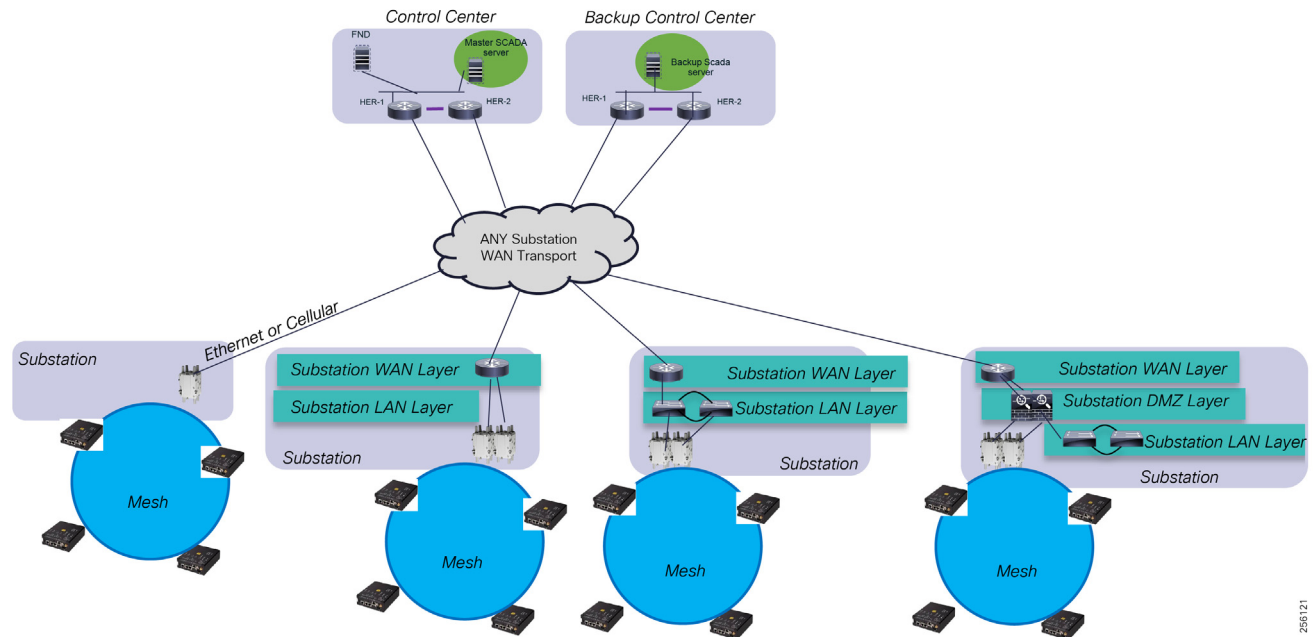 Control Center
Backup Control Center
FND
Master SCADA
server
Backup Scada
server
HER-1
HER-2
HER-1
HER-2
ANY Substation
WAN Transport
Ethernet or Cellular
Substation
Mesh
Substation WAN Layer
Substation LAN Layer
Substation
Mesh
Substation WAN Layer
Substation LAN Layer
Substation
Mesh
Substation WAN Layer
Substation DMZ Layer
Substation LAN Layer
Substation
Mesh
256121